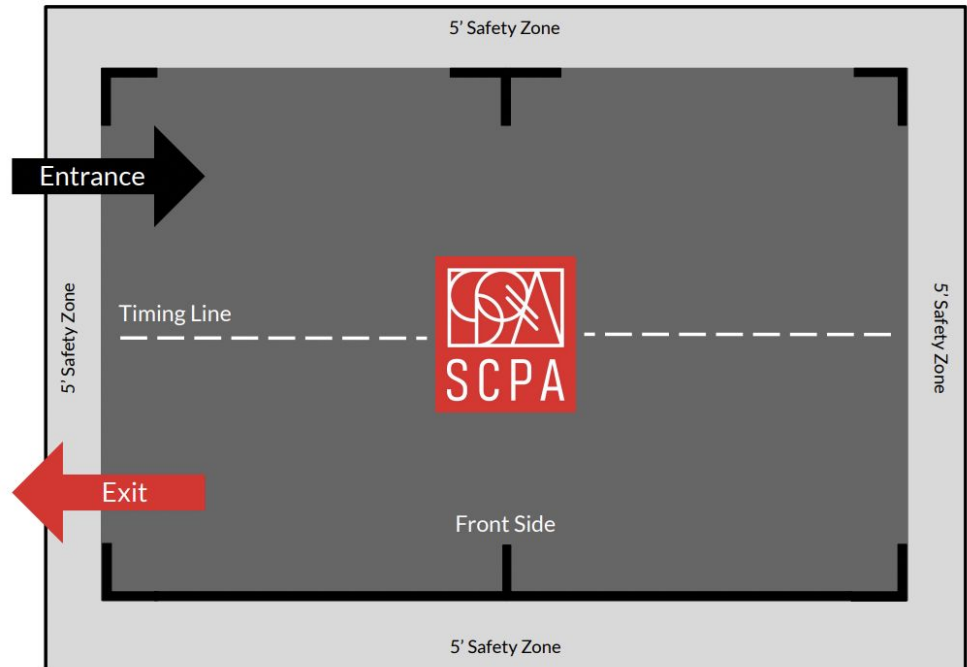 5' Safety Zone
Entrance
Timing Line
5' Safety Zone
SCPA
5' Safety Zone
Exit
Front Side
5' Safety Zone